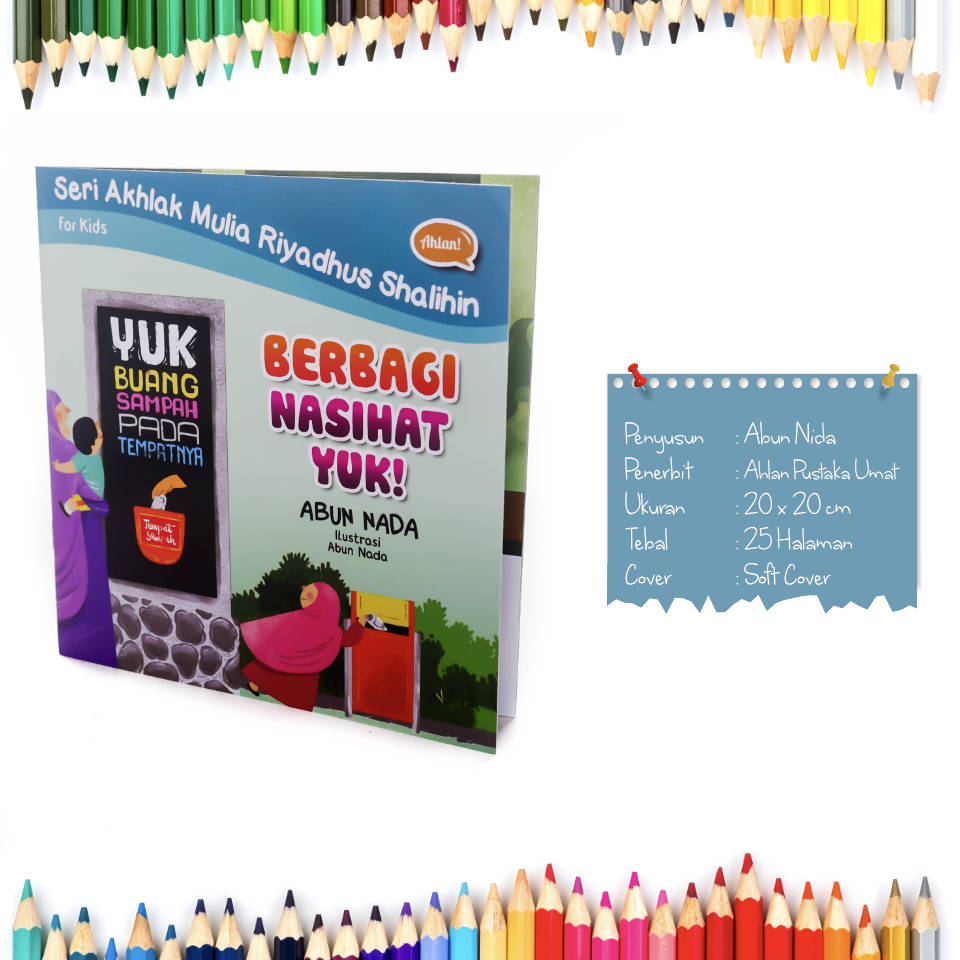 Seri Akhlak Mulia Riyadhus Shalihin
for Kids
Ahlan!
YUK
BUANG
SAMPAH
PADA
TEMPATNYA
Tempat
Sampah
BERBAGI
NASIHAT
YUK!
ABUN NADA
Ilustrasi
Abun Nada
Penyusun : Abun Nida
Penerbit : Ahlan Pustaka Umat
Ukuran : 20 x 20 cm
Tebal : 25 Halaman
Cover : Soft Cover